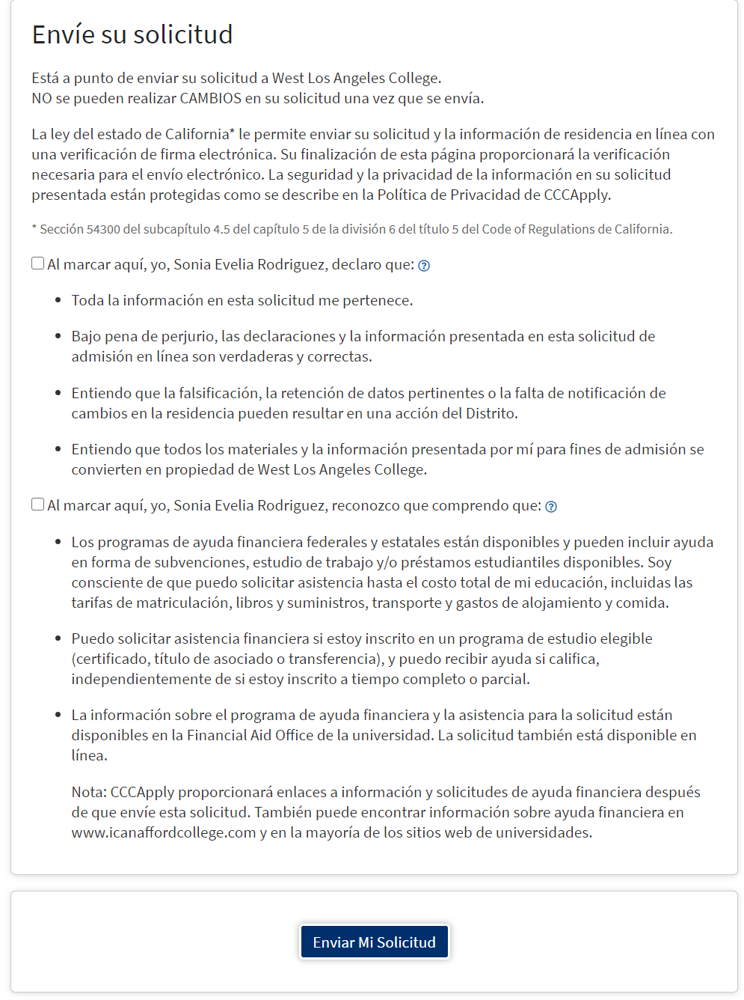 Envíe su solicitud
Está a punto de enviar su solicitud a West Los Angeles College.
NO se pueden realizar CAMBIOS en su solicitud una vez que se envía.
La ley del estado de California* le permite enviar su solicitud y la información de residencia en línea con
una verificación de firma electrónica. Su finalización de esta página proporcionará la verificación
necesaria para el envío electrónico. La seguridad y la privacidad de la información en su solicitud
presentada están protegidas como se describe en la Política de Privacidad de CCCApply.
* Sección 54300 del subcapítulo 4.5 del capítulo 5 de la división 6 del título 5 del Code of Regulations de California.
Al marcar aquí, yo, Sonia Evelia Rodriguez, declaro que: ?
• Toda la información en esta solicitud me pertenece.
• Bajo pena de perjurio, las declaraciones y la información presentada en esta solicitud de
admisión en línea son verdaderas y correctas.
• Entiendo que la falsificación, la retención de datos pertinentes o la falta de notificación de
cambios en la residencia pueden resultar en una acción del Distrito.
• Entiendo que todos los materiales y la información presentada por mí para fines de admisión se
convierten en propiedad de West Los Angeles College.
Al marcar aquí, yo, Sonia Evelia Rodriguez, reconozco que comprendo que: ?
• Los programas de ayuda financiera federales y estatales están disponibles y pueden incluir ayuda
en forma de subvenciones, estudio de trabajo y/o préstamos estudiantiles disponibles. Soy
consciente de que puedo solicitar asistencia hasta el costo total de mi educación, incluidas las
tarifas de matriculación, libros y suministros, transporte y gastos de alojamiento y comida.
• Puedo solicitar asistencia financiera si estoy inscrito en un programa de estudio elegible
(certificado, título de asociado o transferencia), y puedo recibir ayuda si califica,
independientemente de si estoy inscrito a tiempo completo o parcial.
• La información sobre el programa de ayuda financiera y la asistencia para la solicitud están
disponibles en la Financial Aid Office de la universidad. La solicitud también está disponible en
línea.
Nota: CCCApply proporcionará enlaces a información y solicitudes de ayuda financiera después
de que envíe esta solicitud. También puede encontrar información sobre ayuda financiera en
www.icanaffordcollege.com y en la mayoría de los sitios web de universidades.
Enviar Mi Solicitud